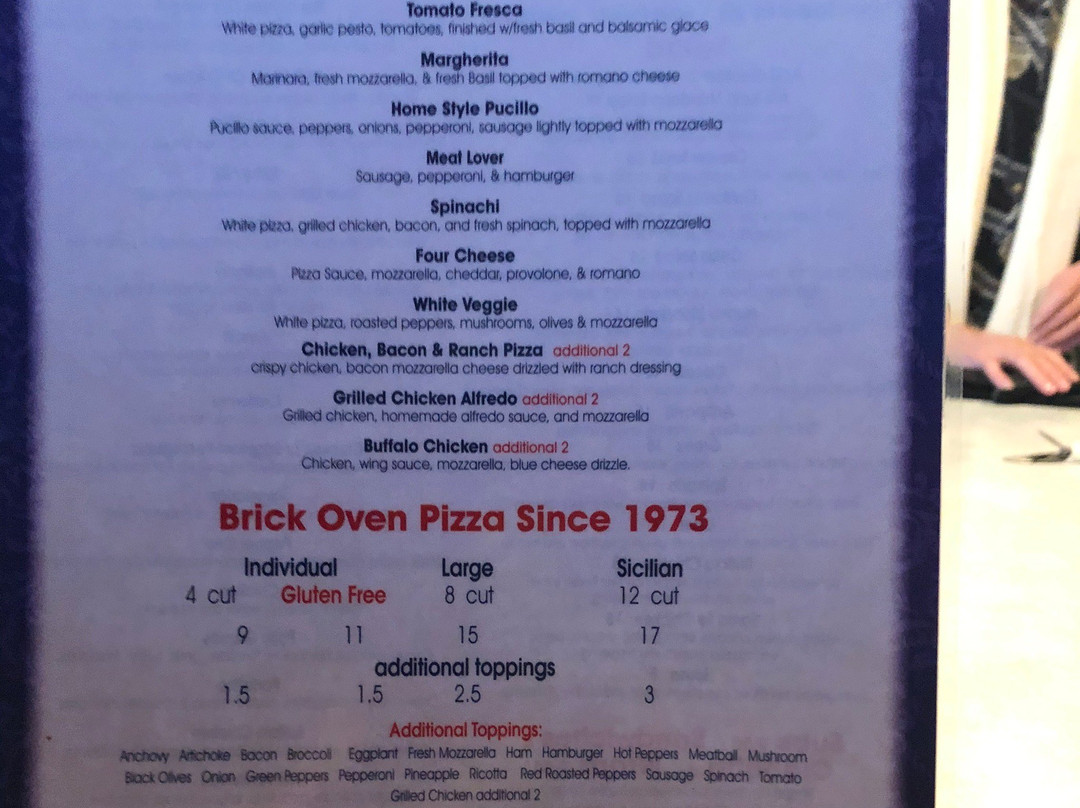 Tomato Fresca
White pizza, garlic pesto, tomatoes, finished w/fresh basil and balsamic glace
Margherita
Marinara, fresh mozzarella, & fresh Basil topped with romano cheese
Home Style Pucillo
Pucillo sauce, peppers, onions, pepperoni, sausage lightly topped with mozzarella
Meat Lover
Sausage, pepperoni, & hamburger
Spinachi
White pizza, grilled chicken, bacon, and fresh spinach, topped with mozzarella
Four Cheese
Pizza Sauce, mozzarella, cheddar, provolone, & romano
White Veggie
White pizza, roasted peppers, mushrooms, olives & mozzarella
Chicken, Bacon & Ranch Pizza additional 2
crispy chicken, bacon mozzarella cheese drizzled with ranch dressing
Grilled Chicken Alfredo additional 2
Grilled chicken, homemade alfredo sauce, and mozzarella
Buffalo Chicken additional 2
Chicken, wing sauce, mozzarella, blue cheese drizzle.
Brick Oven Pizza Since 1973
Individual Large Sicilian
4 cut Gluten Free 8 cut 12 cut
9 11 15 17
additional toppings
1.5 1.5 2.5 3
Additional Toppings:
Anchovy Artichoke Bacon Broccoli Eggplant Fresh Mozzarella Ham Hamburger Hot Peppers Meatball Mushroom
Black Olives Onion Green Peppers Pepperoni Pineapple Ricotta Red Roasted Peppers Sausage Spinach Tomato
Grilled Chicken additional 2